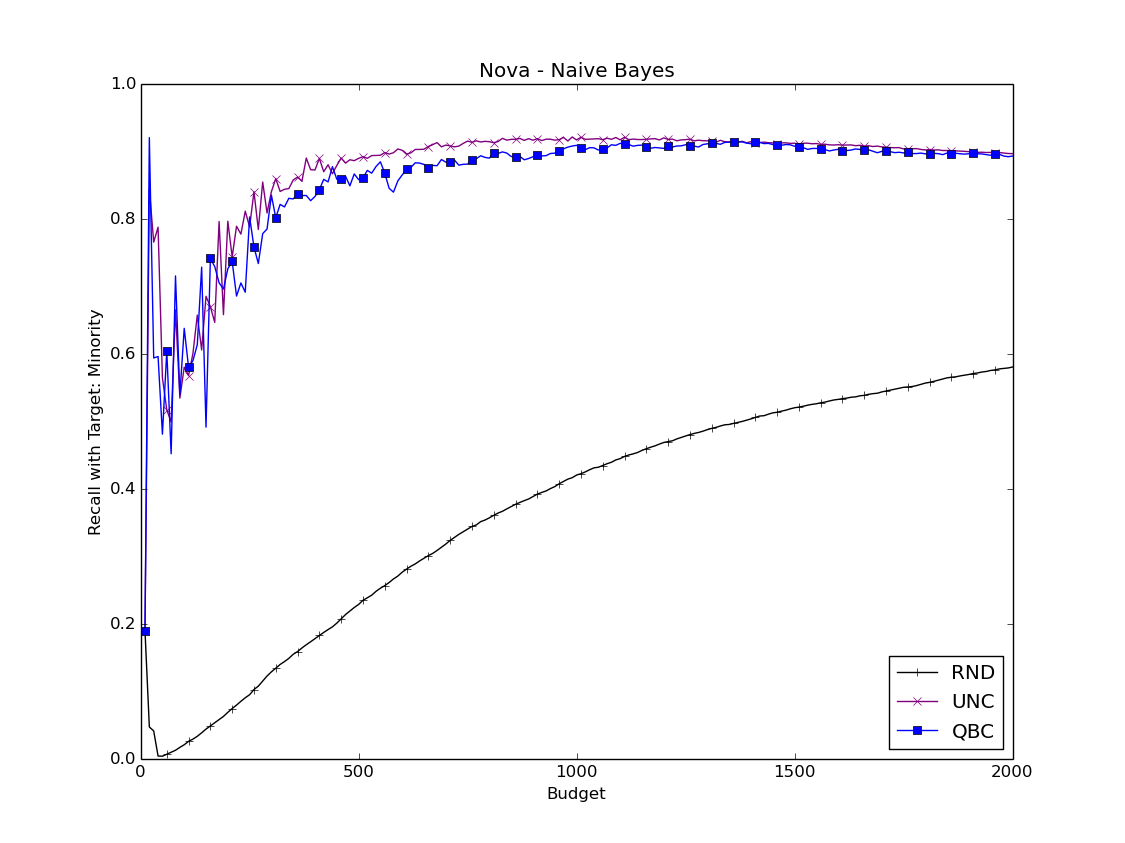 Nova - Naive Bayes
1.0
0.8
0.6
0.4
0.2
0.0
Recall with Target: Minority
0 500 1000 1500 2000
Budget
RND
UNC
QBC